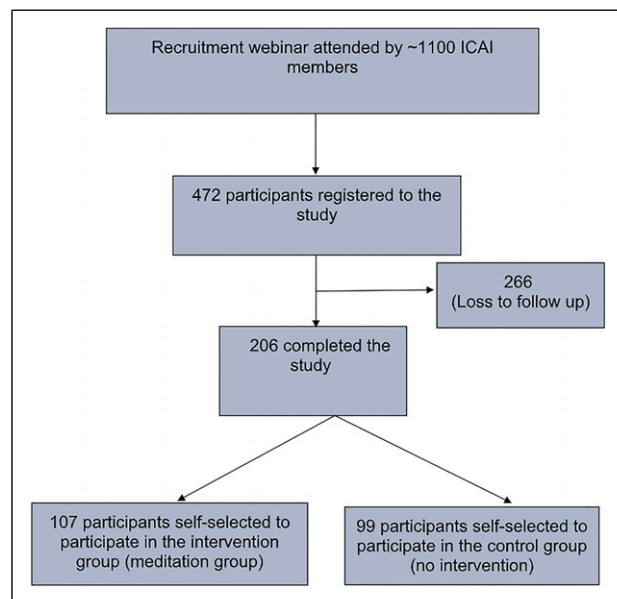 Recruitment webinar attended by ~1100 ICAI
members
472 participants registered to the
study
266
(Loss to follow up)
206 completed the
study
107 participants self-selected to
participate in the intervention
group (meditation group)
99 participants self-selected to
participate in the control group
(no intervention)